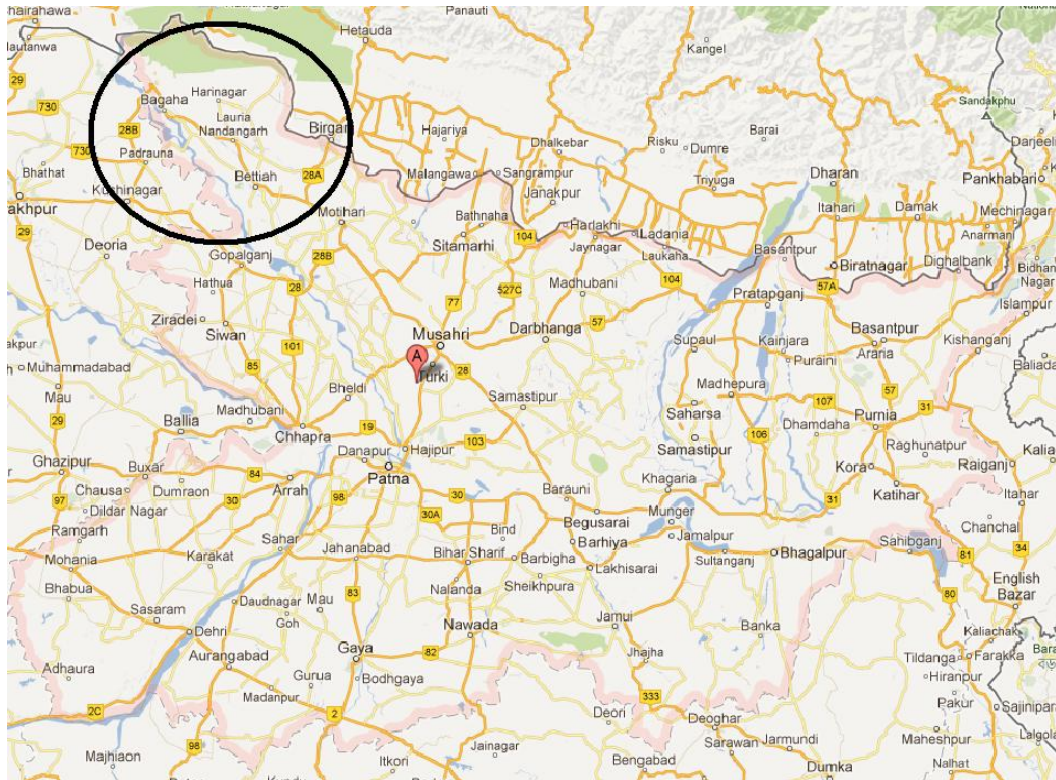 Bhairahawa
Panauti
Hetauda
Nautanwa
Kangel
29
Harinagar
Sandakphu
730
Bagaha
Lauria
Nandangarh
Birganj
Hajariya
Dhalkebar
Risku
Dumre
Barai
28B
730
Padrauna
Bhathat
Malangawa
Sangrampur
Triyuga
Dharan
Pankhabari
Bettiah
28A
Janakpur
Kushinagar
Motihari
Itahari
Damak
Mechinagar
29
Bathnaha
Harlakhi
Ladania
Anarmani
Deoria
Sitamarhi
104
Jaynagar
Laukaha
Basantpur
28B
Gopalganj
Biratnagar
Dighalbank
104
Hathua
28
527C
Madhubani
57A
Islampur
77
Pratapganj
Ziradei
57
Siwan
101
Musahri
Darbhanga
Basantpur
Kishanganj
Supaul
Kainjara
Araria
A
Puraini
Muhammadabad
85
Turki
28
Mau
Bheldi
Madhepura
57
Samastipur
107
31
Madhubani
Saharsa
Purnia
Ballia
19
106
Dhamdaha
29
Chhapra
Samastipur
103
Hajipur
Raghunatpur
Danapur
Ghazipur
Buxar
84
Patna
Kora
Raiganj
Khagaria
97
Chausa
Dumraon
Arrah
98
30
Barauni
31
Katihar
Itahar
30
Dildar Nagar
30A
Munger
Begusarai
Bind
Chanchal
Ramgarh
Sahar
Barhiya
Jamalpur
34
Mohania
Karakat
Jahanabad
Bihar Sharif
Barbigha
Sultanganj
Bhagalpur
Sahibganj
81
Lakhisarai
Bhabua
Nalanda
Sheikhpura
English
Bazar
Daudnagar
Mau
83
80
Sasaram
Goh
Jamui
Dehri
Nawada
Banka
Kaliachak
Gaya
82
Aurangabad
Jhajha
Tildanga
Farakka
Adhaura
Gurua
Bodhgaya
Hiranpur
Madanpur
333
Pakur
2C
2
Deori
Deoghar
98
Jainagar
Sarawan
Jarmundi
Maheshpur
Majhiaon
Itkori
Bengabad
Dumka
Nalhat